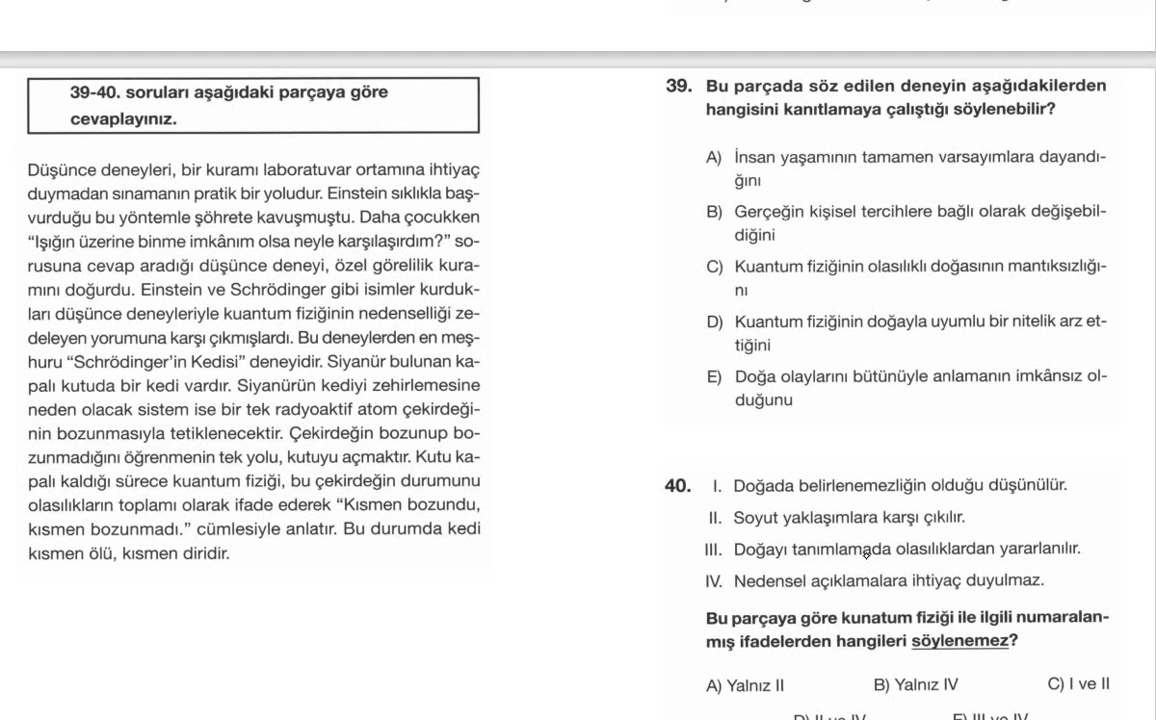 39-40. soruları aşağıdaki parçaya göre
cevaplayınız.
Düşünce deneyleri, bir kuramı laboratuvar ortamına ihtiyaç
duymadan sınamanın pratik bir yoludur. Einstein sıklıkla baş-
vurduğu bu yöntemle şöhrete kavuşmuştu. Daha çocukken
“Işığın üzerine binme imkânım olsa neyle karşılaşırdım?” so-
rusuna cevap aradığı düşünce deneyi, özel görelilik kura-
mını doğurdu. Einstein ve Schrödinger gibi isimler kurduk-
ları düşünce deneyleriyle kuantum fiziğinin nedenselliği ze-
deleyen yorumuna karşı çıkmışlardı. Bu deneylerden en meş-
huru “Schrödinger’in Kedisi” deneyidir. Siyanür bulunan ka-
palı kutuda bir kedi vardır. Siyanürün kediyi zehirlemesine
neden olacak sistem ise bir tek radyoaktif atom çekirdeği-
nin bozunmasıyla tetiklenecektir. Çekirdeğin bozunup bo-
zunmadığını öğrenmenin tek yolu, kutuyu açmaktır. Kutu ka-
palı kaldığı sürece kuantum fiziği, bu çekirdeğin durumunu
olasılıkların toplamı olarak ifade ederek “Kısmen bozundu,
kısmen bozunmadı.” cümlesiyle anlatır. Bu durumda kedi
kısmen ölü, kısmen diridir.
39. Bu parçada söz edilen deneyin aşağıdakilerden
hangisini kanıtlamaya çalıştığı söylenebilir?
A) İnsan yaşamının tamamen varsayımlara dayandı-
ğını
B) Gerçeğin kişisel tercihlere bağlı olarak değişebil-
diğini
C) Kuantum fiziğinin olasılıklı doğasının mantıksızlığı-
nı
D) Kuantum fiziğinin doğayla uyumlu bir nitelik arz et-
tiğini
E) Doğa olaylarını bütünüyle anlamanın imkânsız ol-
duğunu
40. I. Doğada belirlenemezliğin olduğu düşünülür.
II. Soyut yaklaşımlara karşı çıkılır.
III. Doğayı tanımlamada olasılıklardan yararlanılır.
IV. Nedensel açıklamalara ihtiyaç duyulmaz.
Bu parçaya göre kunatum fiziği ile ilgili numaralan-
mış ifadelerden hangileri söylenemez?
A) Yalnız II B) Yalnız IV C) I ve II
D) II ve IV E) III ve IV